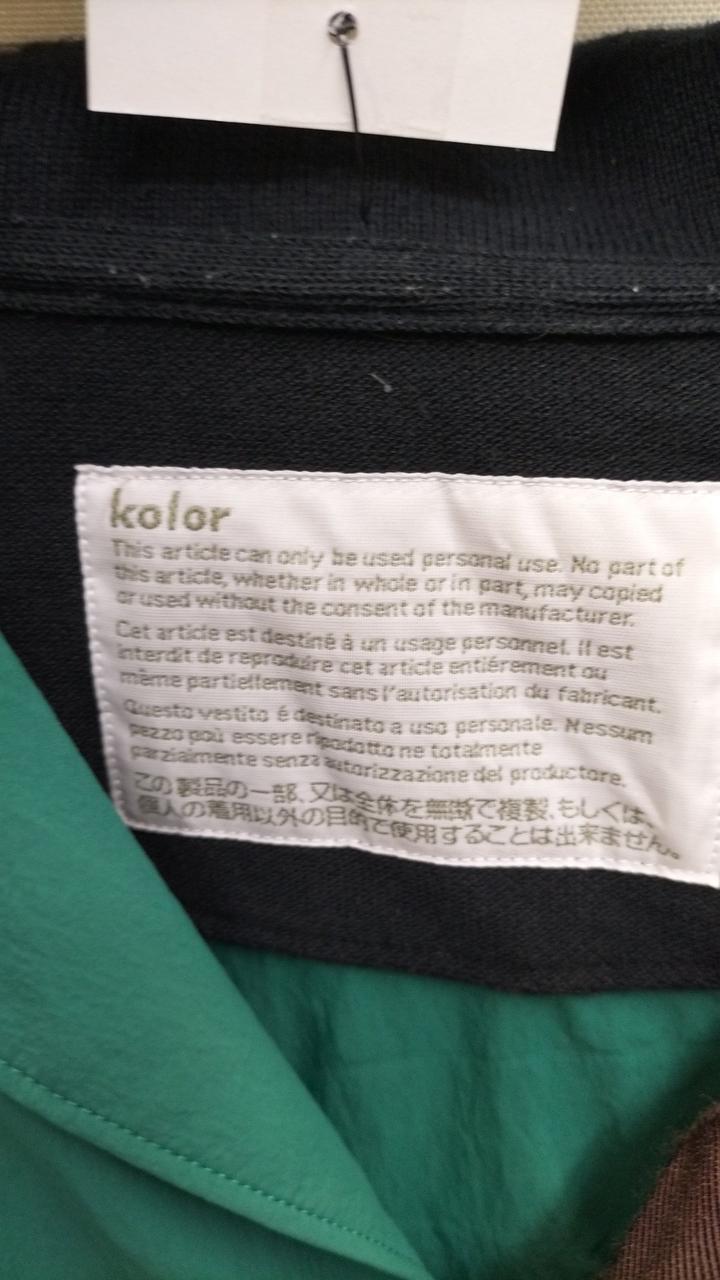 kolor
This article can only be used personal use. No part of
this article, whether in whole or in part, may copied
or used without the consent of the manufacturer.
Cet article est destiné à un usage personnel. Il est
interdit de reproduire cet article entiérement ou
même partiellement sans l'autorisation du fabricant.
Questo vestito é destinato a uso personale. Nessum
pezzo poù essere ripodotto ne totalmente
parzialmente senza autorizzazione del productore.
この製品の一部、又は全体を無断で複製、もしくは、
個人の着用以外の目的で使用することは出来ません。